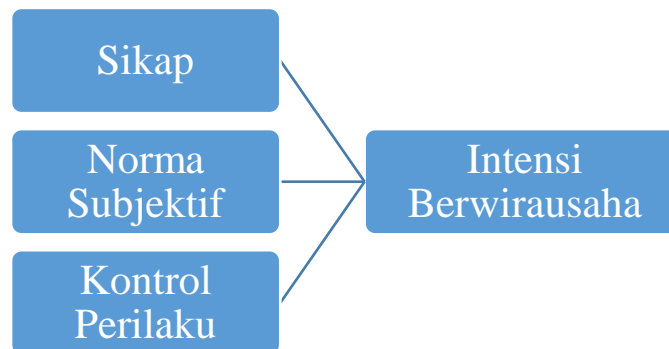 Sikap
Norma
Subjektif
Kontrol
Perilaku
Intensi
Berwirausaha